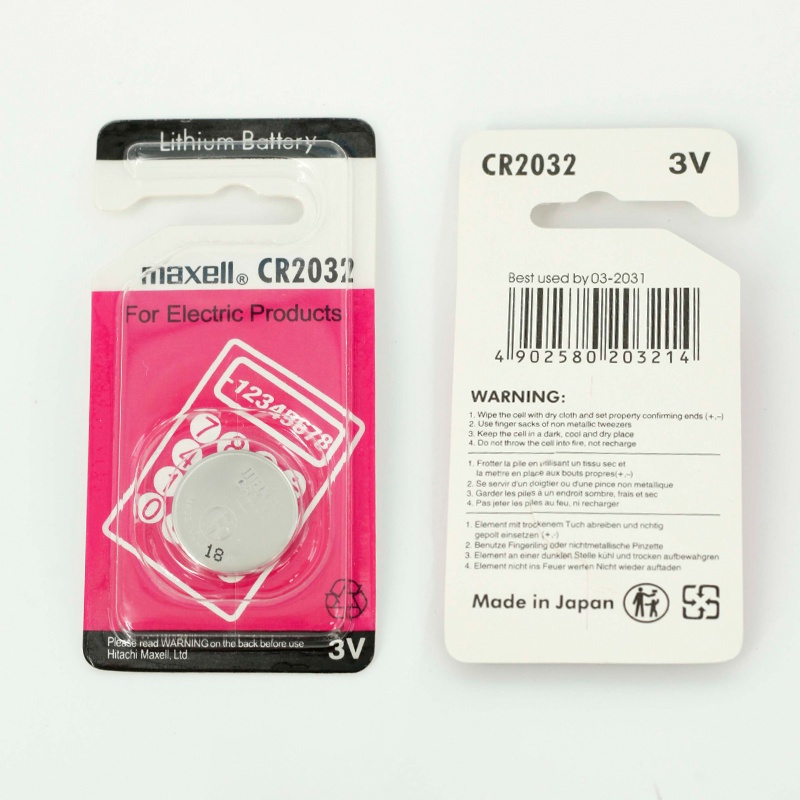 Lithium Battery
maxell® CR2032
For Electric Products
-12345678
7
4
0
18
Please read WARNING on the back before use
Hitachi Maxell, Ltd
3V
CR2032 3V
Best used by 03-2031
4 902580 203214
WARNING:
1. Wipe the cell with dry cloth and set property confirming ends (+,–)
2. Use finger sacks of non metallic tweezers
3. Keep the cell in a dark, cool and dry place
4. Do not throw the cell into fire, not recharge
1. Frotter la pile en utilisant un tissu sec et
la mettre en place aux bouts propres(+,-)
2. Se servir d'un doigtier ou d'une pince non métallique
3. Garder les piles à un endroit sombre, frais et sec
4. Pas jeter les piles au feu, ni recharger
1. Element mit trockenem Tuch abreiben und richtig
gepolt einsetzen (+,-)
2. Benutze Fingerling oder nichtmetallische Pinzette
3. Element an einer dunklen Stelle kühl und trocken aufbewahren
4. Element nicht ins Feuer werfen Nicht wieder auftaden
Made in Japan